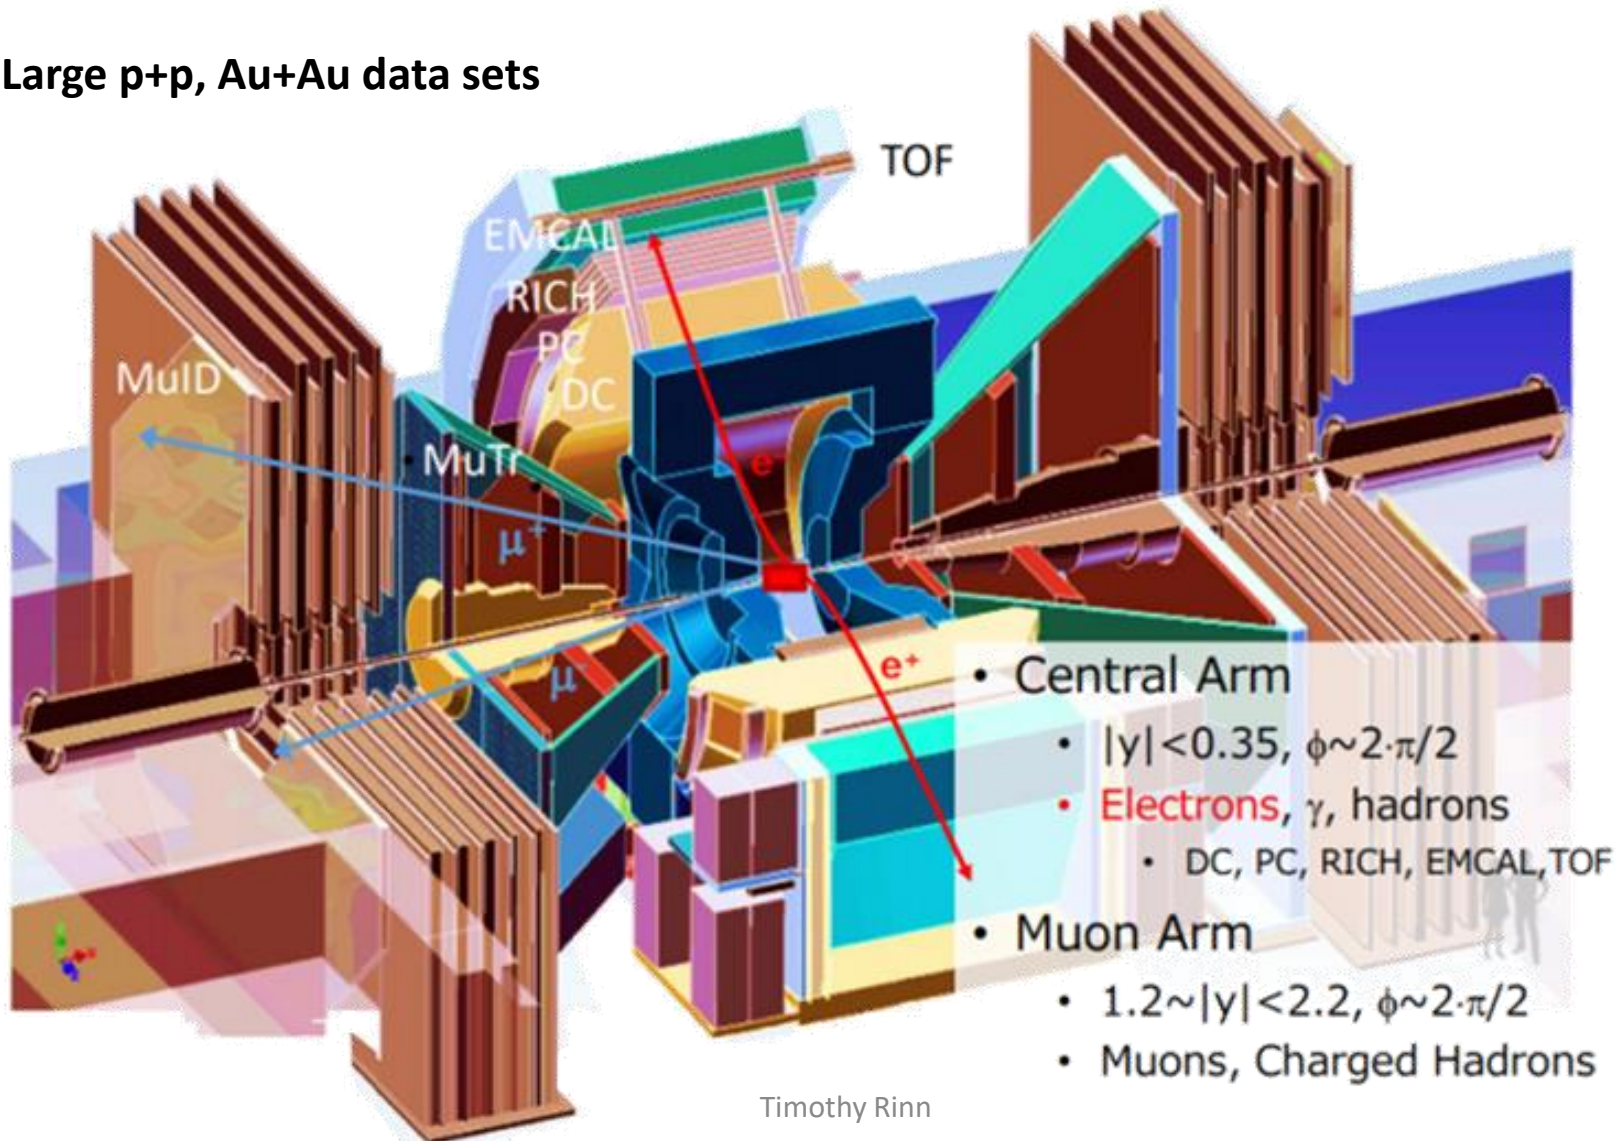 Large p+p, Au+Au data sets
TOF
EMCAL
RICH
PC
DC
MuID
MuTr
e⁻
μ⁺
μ
e⁺
• Central Arm
• |y|<0.35, ϕ~2·π/2
• Electrons, γ, hadrons
• DC, PC, RICH, EMCAL,TOF
• Muon Arm
• 1.2~|y|<2.2, ϕ~2·π/2
• Muons, Charged Hadrons
Timothy Rinn